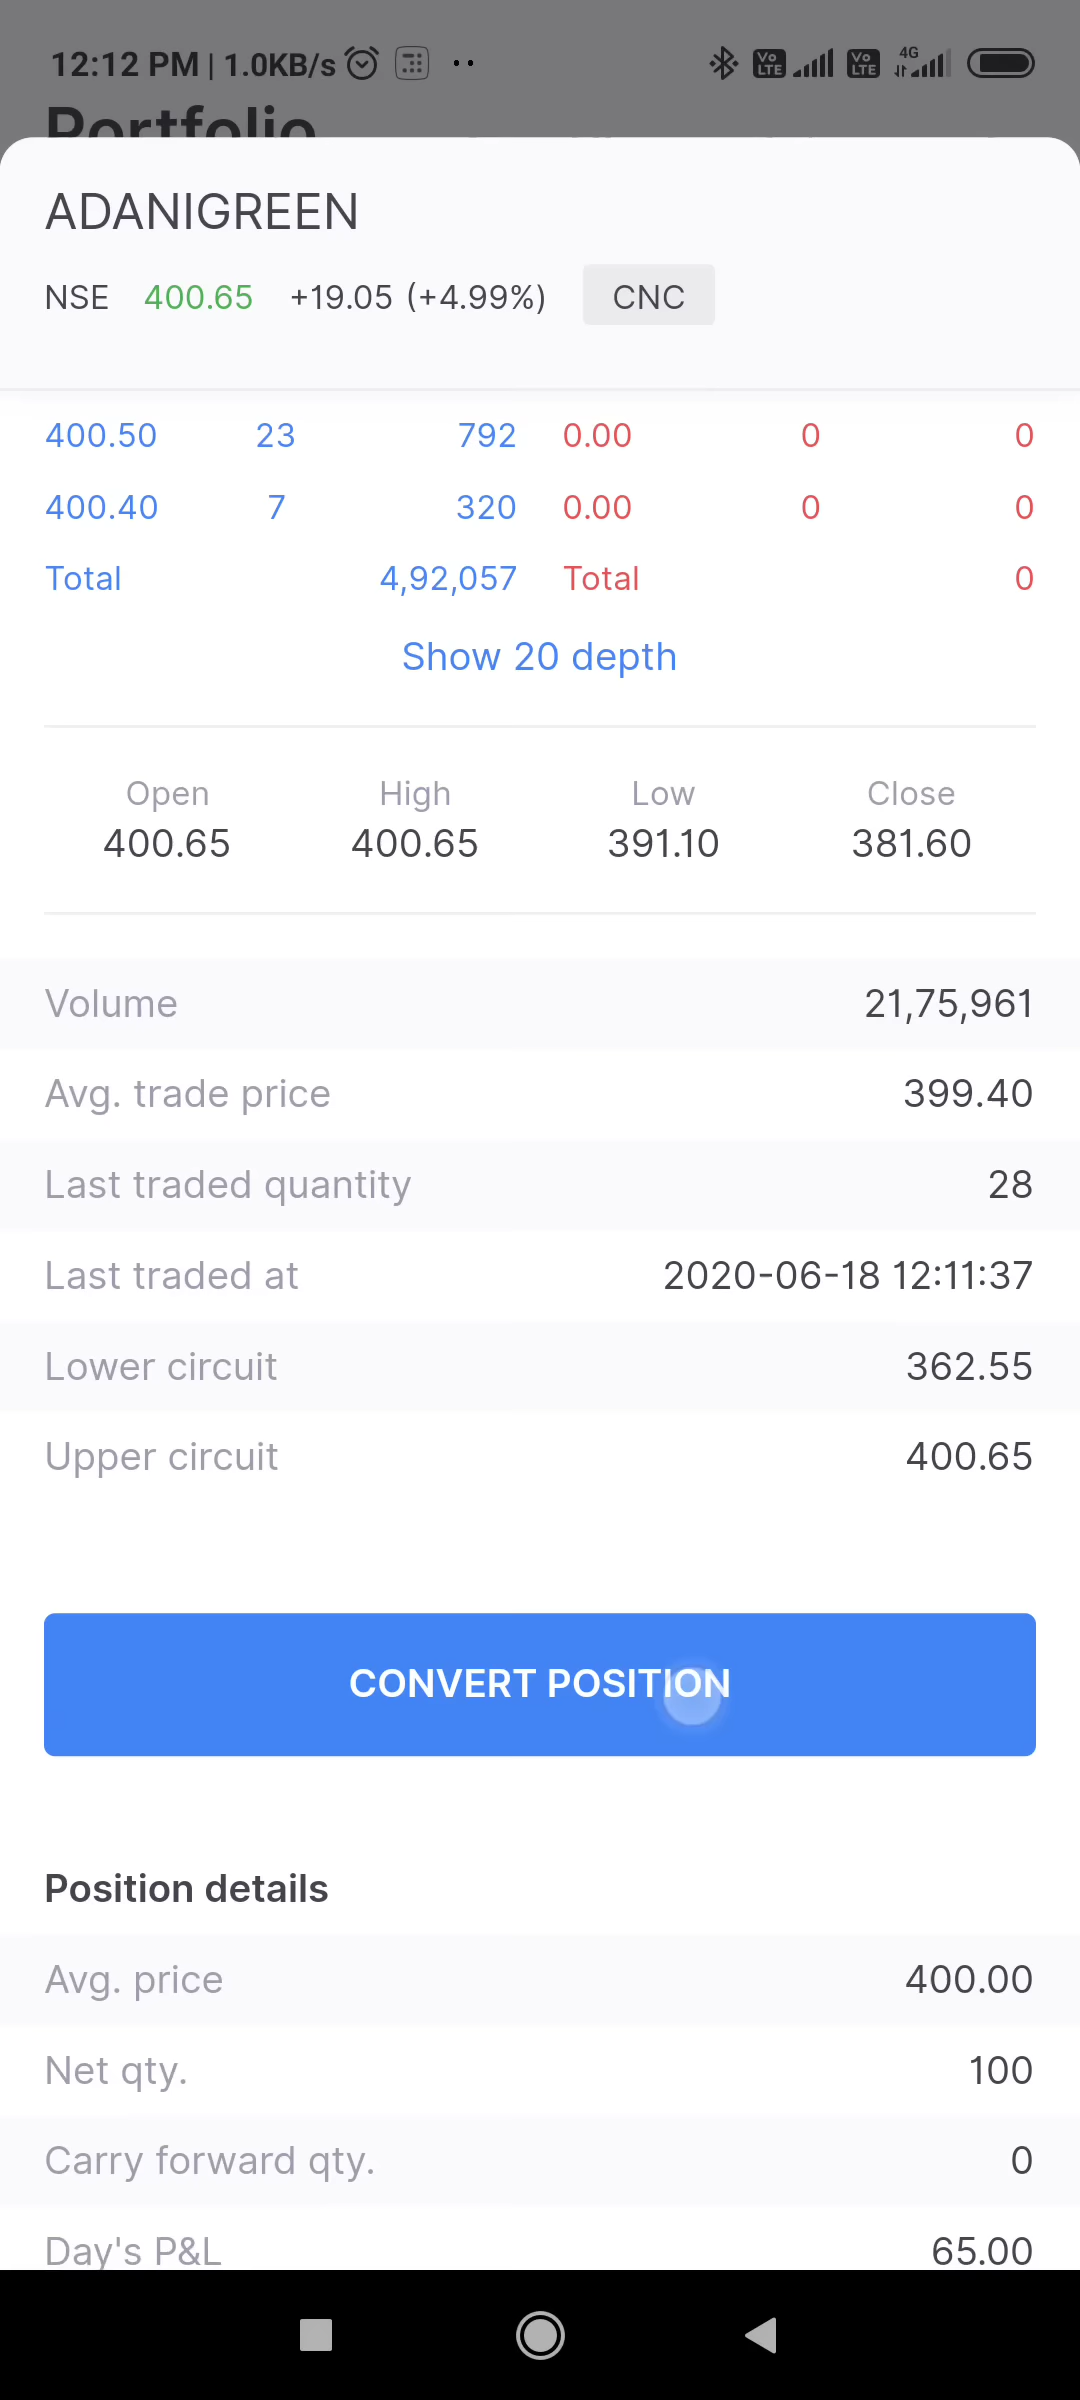 12:12 PM | 1.0KB/s
Vo LTE Vo LTE 4G
Portfolio
ADANIGREEN
NSE 400.65 +19.05 (+4.99%) CNC
400.50 23 792 0.00 0 0
400.40 7 320 0.00 0 0
Total 4,92,057 Total 0
Show 20 depth
Open High Low Close
400.65 400.65 391.10 381.60
Volume 21,75,961
Avg. trade price 399.40
Last traded quantity 28
Last traded at 2020-06-18 12:11:37
Lower circuit 362.55
Upper circuit 400.65
CONVERT POSITION
Position details
Avg. price 400.00
Net qty. 100
Carry forward qty. 0
Day's P&L 65.00